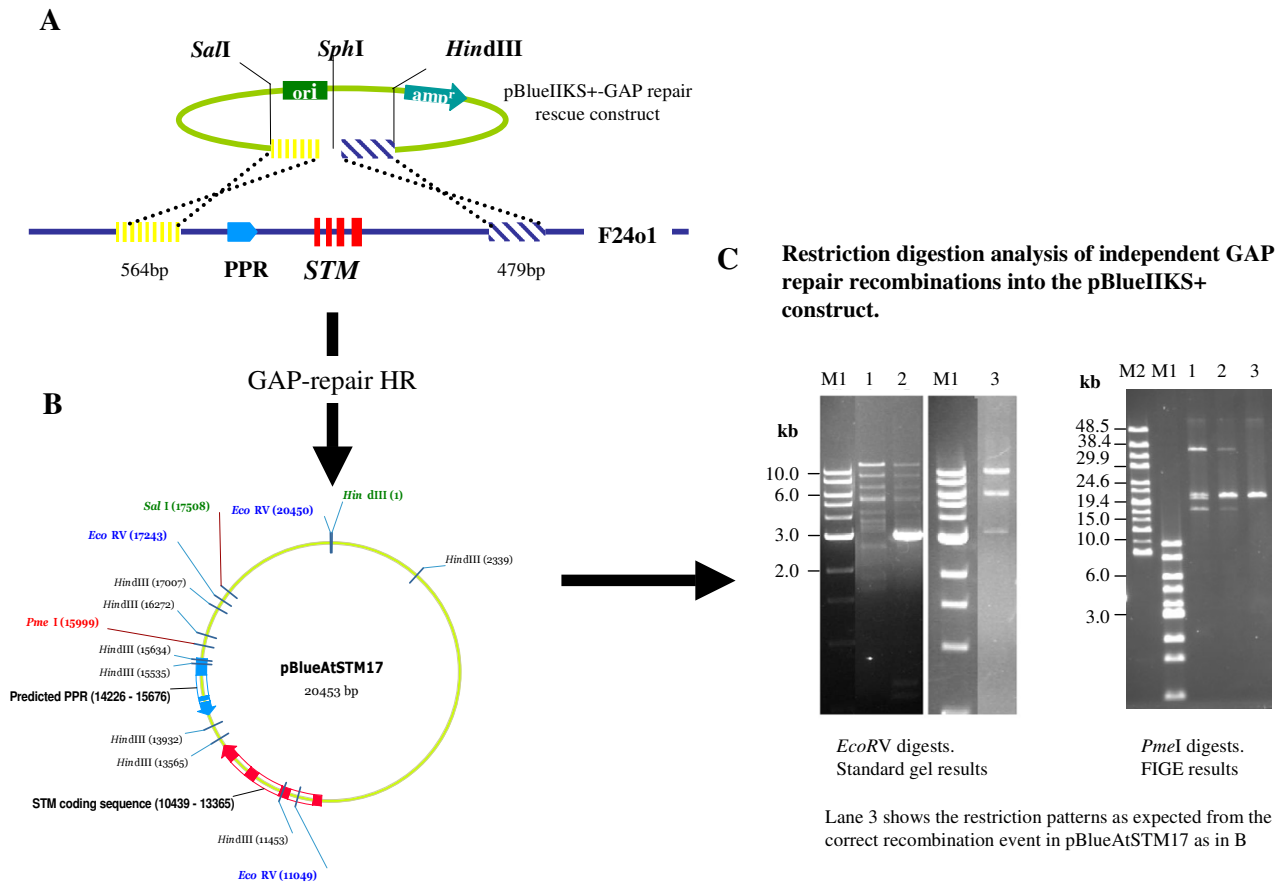 A
SalI
SphI
HindIII
ori
ampr
pBlueIIKS+-GAP repair
rescue construct
F24o1
564bp
PPR
STM
479bp
GAP-repair HR
B
Hin dIII (1)
Eco RV (20450)
Sal I (17508)
Eco RV (17243)
HindIII (2339)
HindIII (17007)
HindIII (16272)
Pme I (15999)
HindIII (15634)
HindIII (15535)
pBlueAtSTM17
20453 bp
Predicted PPR (14226 - 15676)
HindIII (13932)
HindIII (13565)
STM coding sequence (10439 - 13365)
HindIII (11453)
Eco RV (11049)
C
Restriction digestion analysis of independent GAP
repair recombinations into the pBlueIIKS+
construct.
M1 1 2 M1 3
kb
10.0
6.0
3.0
2.0
EcoRV digests.
Standard gel results
M2 M1 1 2 3
kb
48.5
38.4
29.9
24.6
19.4
15.0
10.0
6.0
3.0
PmeI digests.
FIGE results
Lane 3 shows the restriction patterns as expected from the
correct recombination event in pBlueAtSTM17 as in B